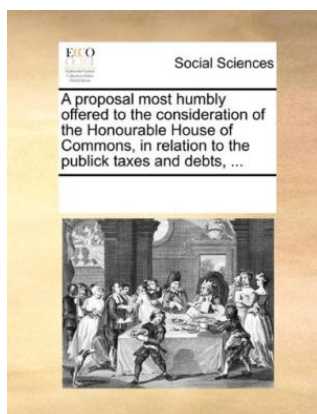 ECCO
Social Sciences
A proposal most humbly
offered to the consideration of
the Honourable House of
Commons, in relation to the
publick taxes and debts, ...